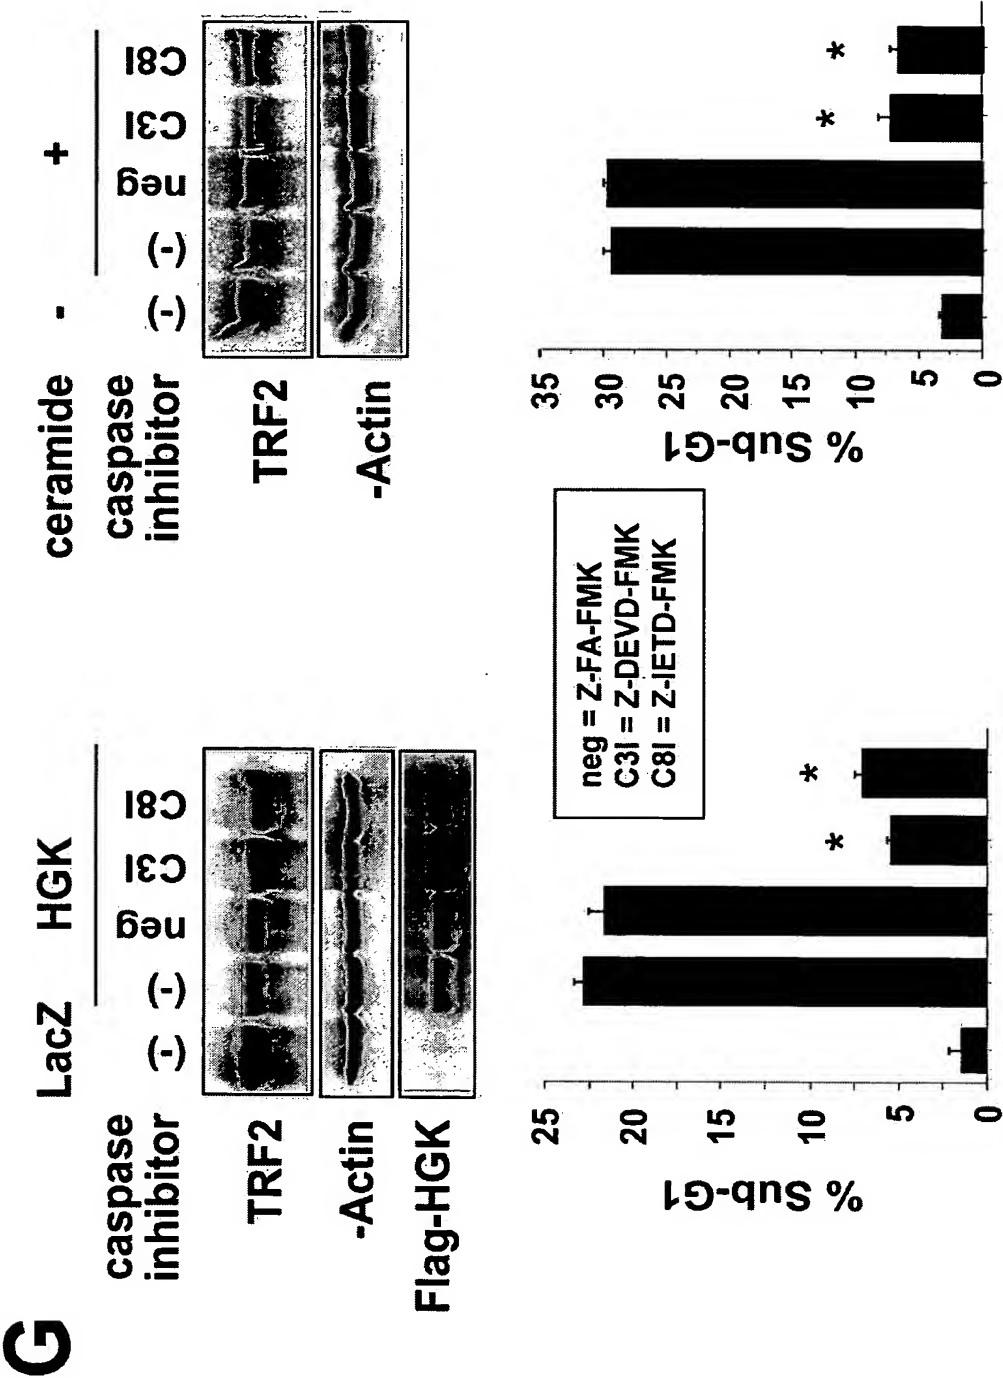 G
LacZ HGK
caspase
inhibitor
(-) (-) neg C3I C8I
TRF2
-Actin
Flag-HGK
% Sub-G1
25
20
15
10
5
0
* *
neg = Z-FA-FMK
C3I = Z-DEVD-FMK
C8I = Z-IETD-FMK
ceramide - +
caspase
inhibitor
(-) (-) neg C3I C8I
TRF2
-Actin
% Sub-G1
35
30
25
20
15
10
5
0
* *